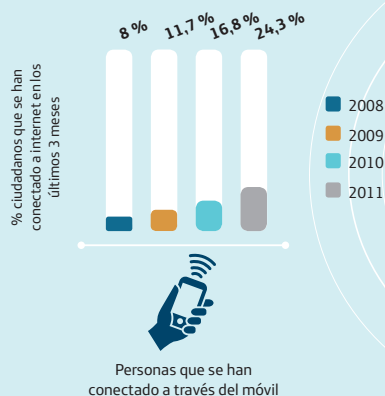 8 %
11,7 %
16,8 %
24,3 %
% ciudadanos que se han
conectado a internet en los
últimos 3 meses
2008
2009
2010
2011
Personas que se han
conectado a través del móvil